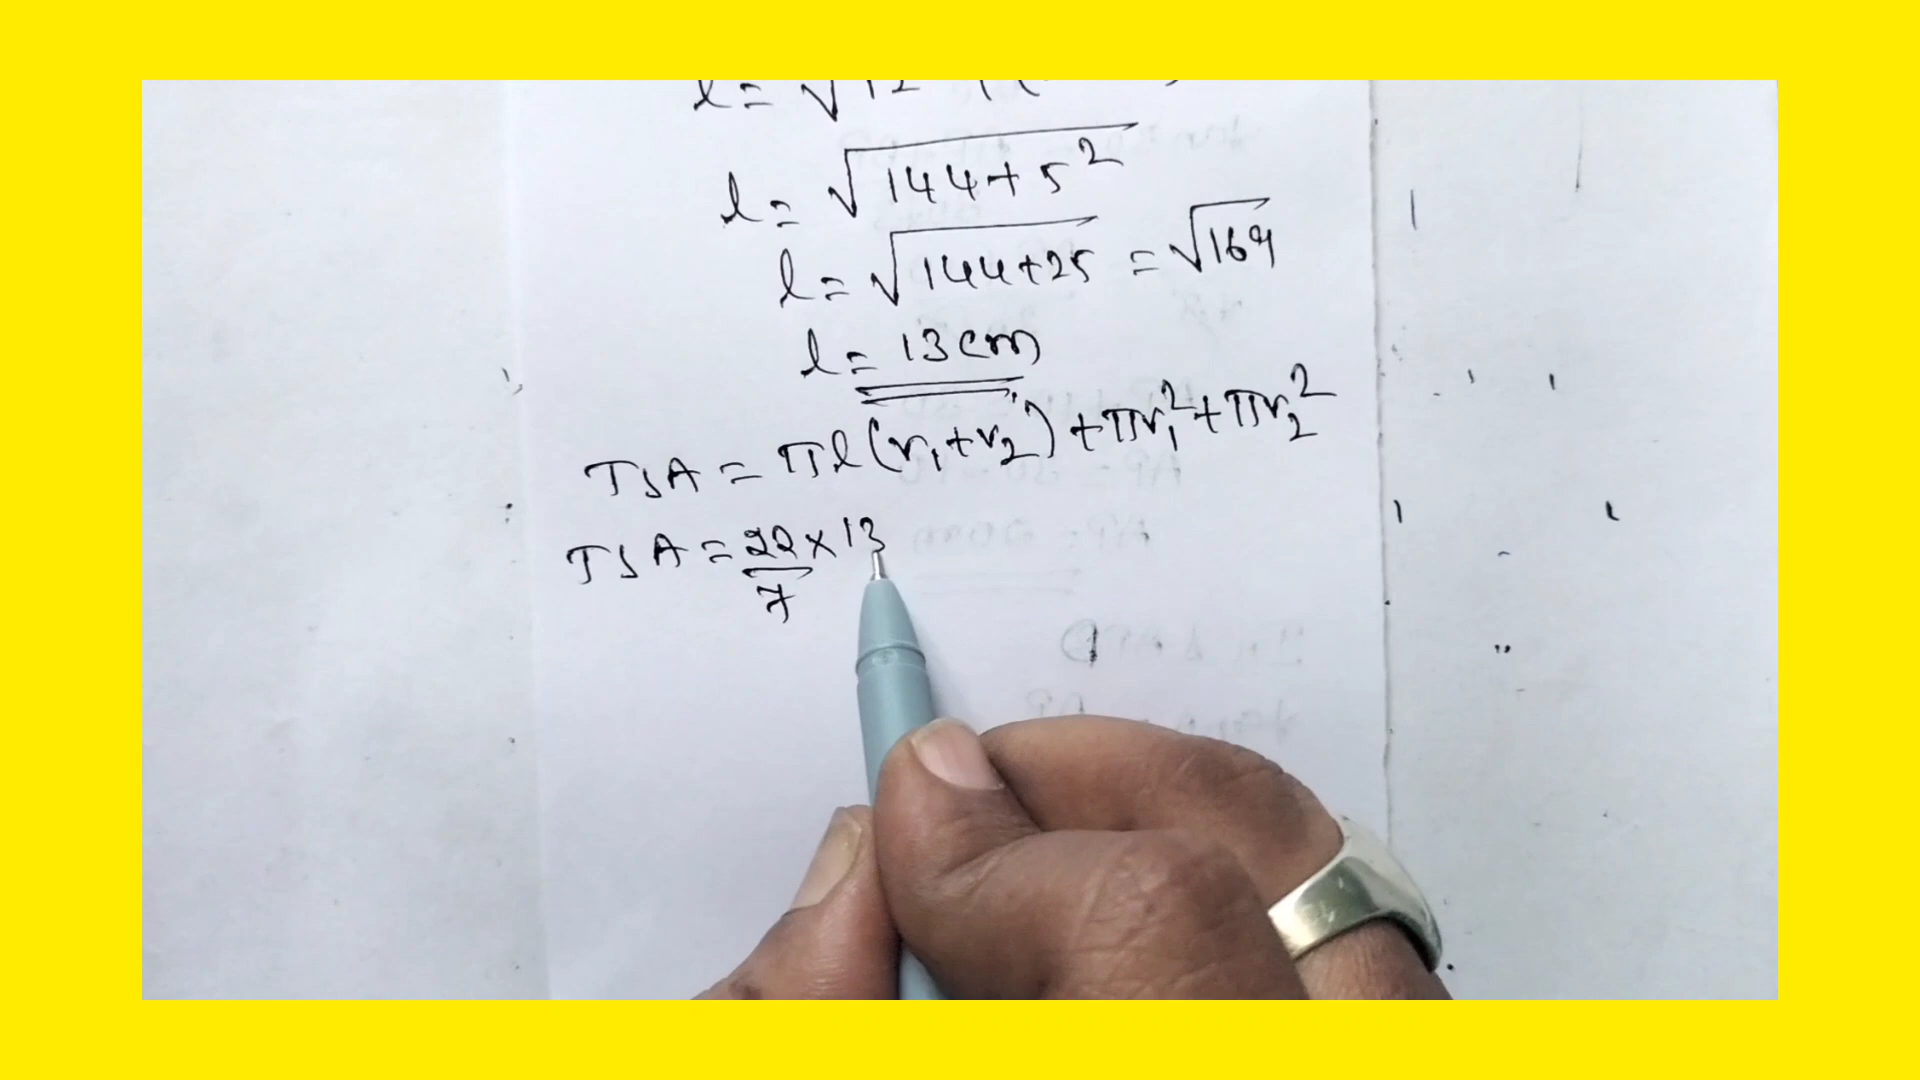 l = √144+5²
l = √144+25 = √169
l = 13cm
TSA = πl(r₁+r₂)+πr₁²+πr₂²
TSA = 22/7 × 13